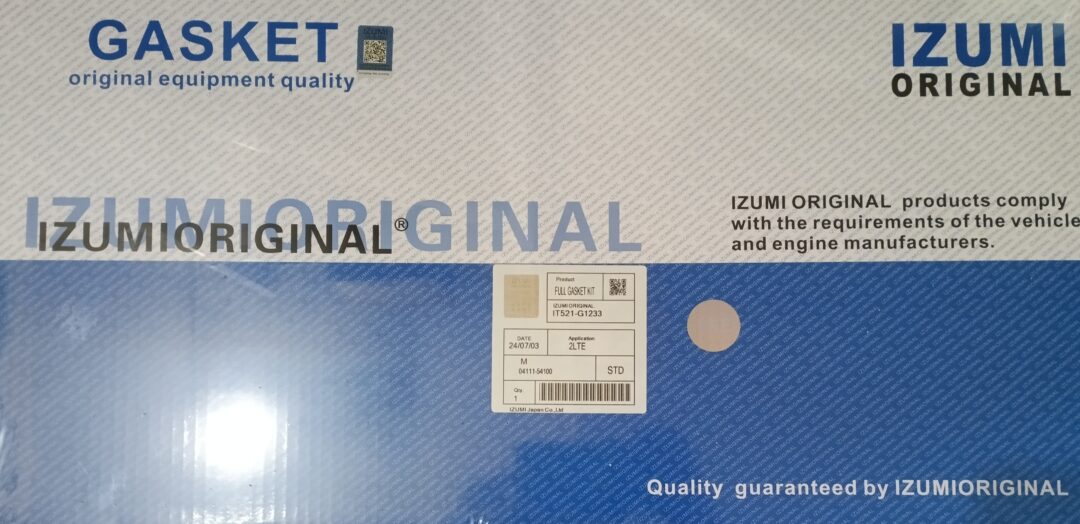 GASKET
original equipment quality
IZUMI
IZUMI
ORIGINAL
IZUMIORIGINAL
IZUMIORIGINAL®
IZUMI ORIGINAL products comply
with the requirements of the vehicle
and engine manufacturers.
IZUMI
Product
FULL GASKET KIT
IZUMIORIGINAL
IT521-G1233
DATE
24/07/03
Application
2LTE
M
04111-54100
STD
Qty.
1
IZUMI Japan Co.,Ltd
Quality guaranteed by IZUMIORIGINAL